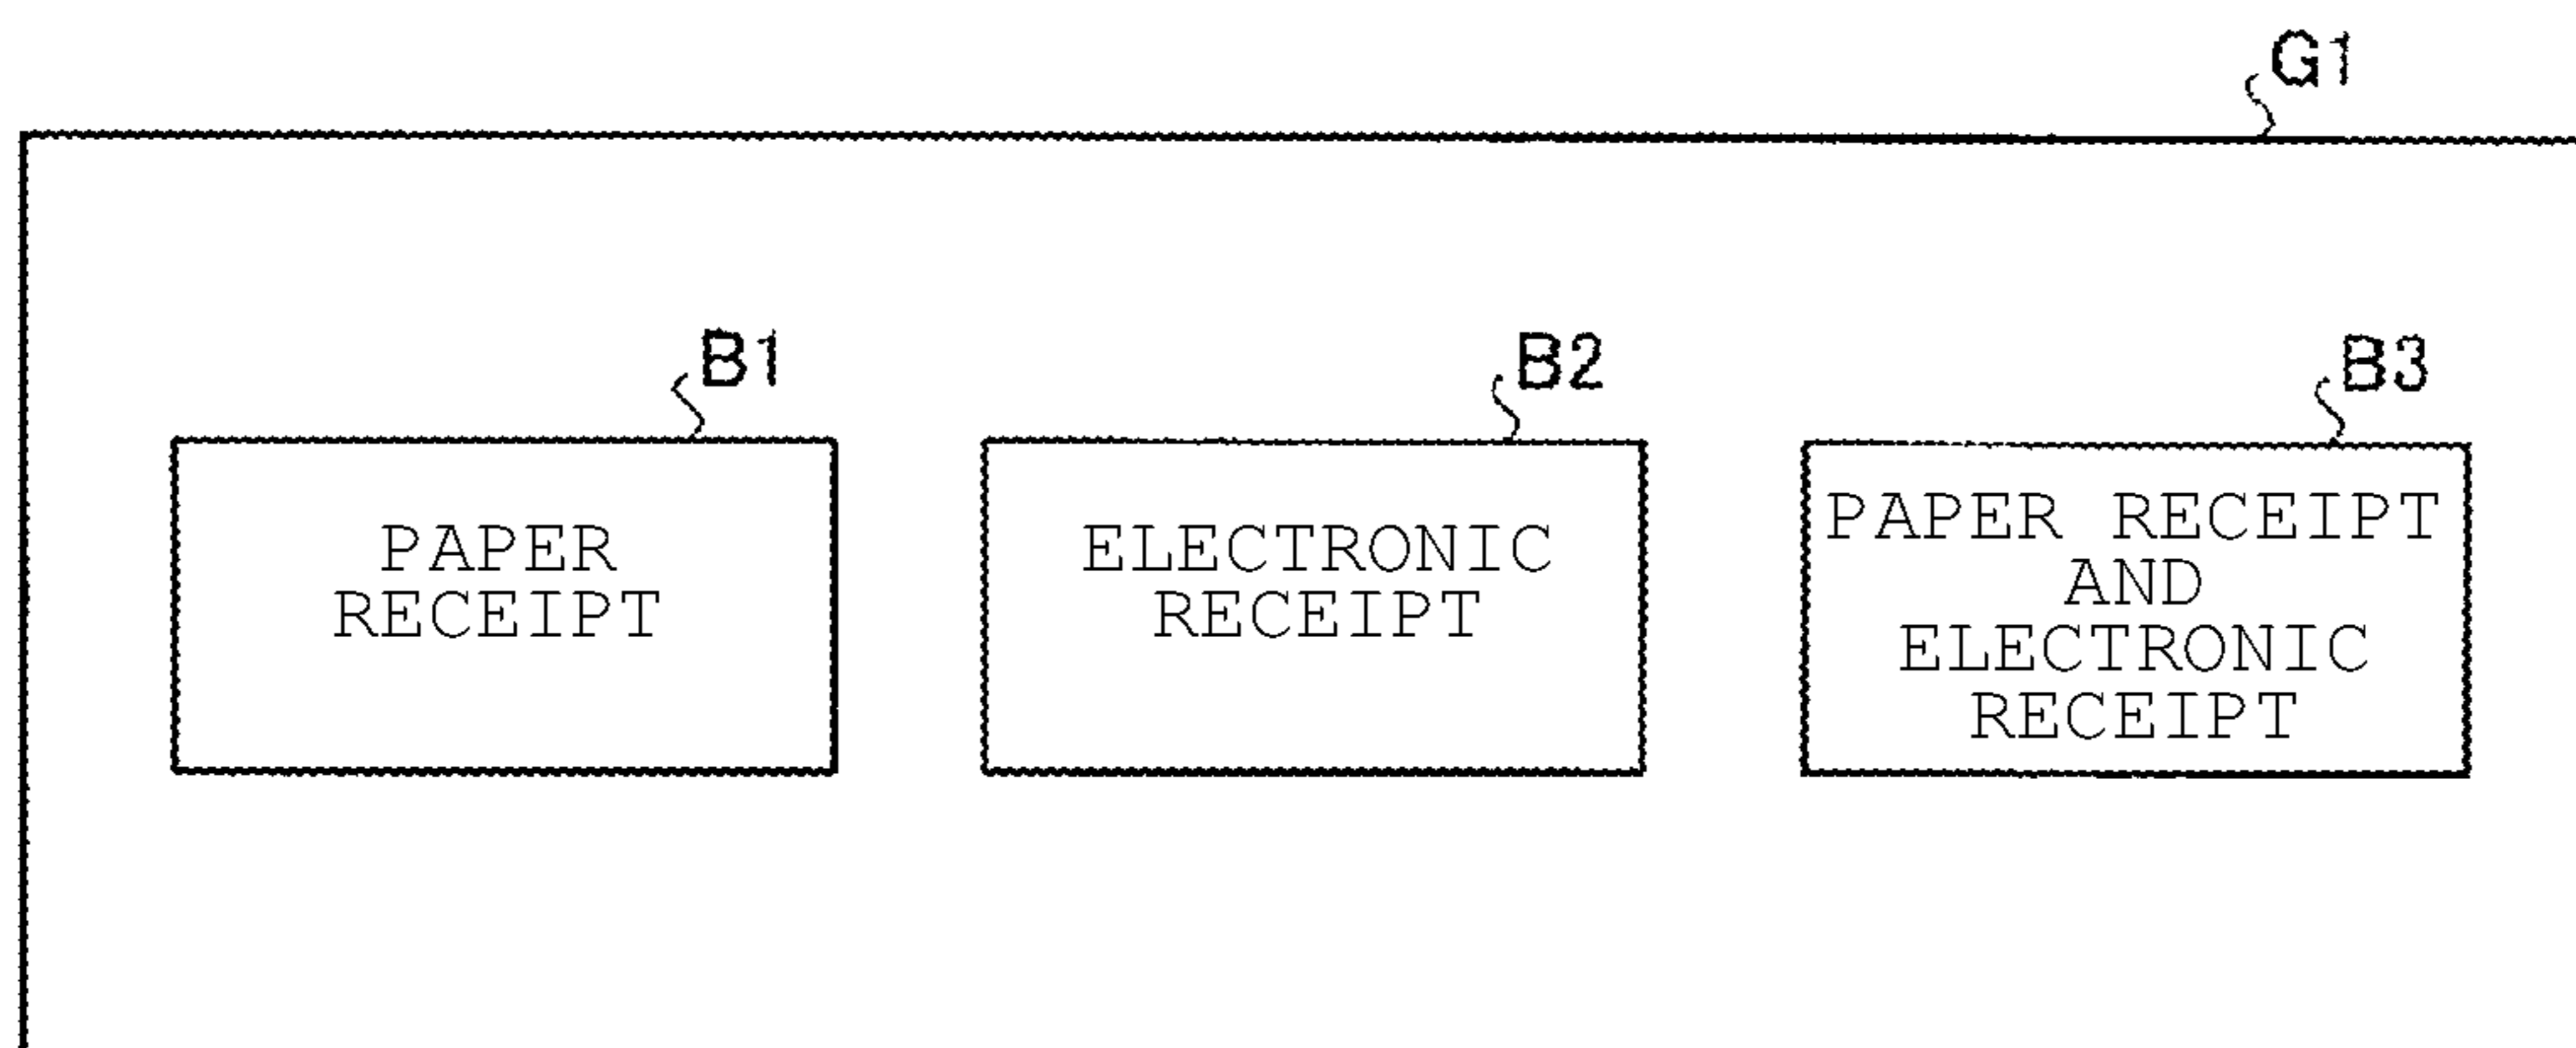 G1
B1
PAPER
RECEIPT
B2
ELECTRONIC
RECEIPT
B3
PAPER RECEIPT
AND
ELECTRONIC
RECEIPT